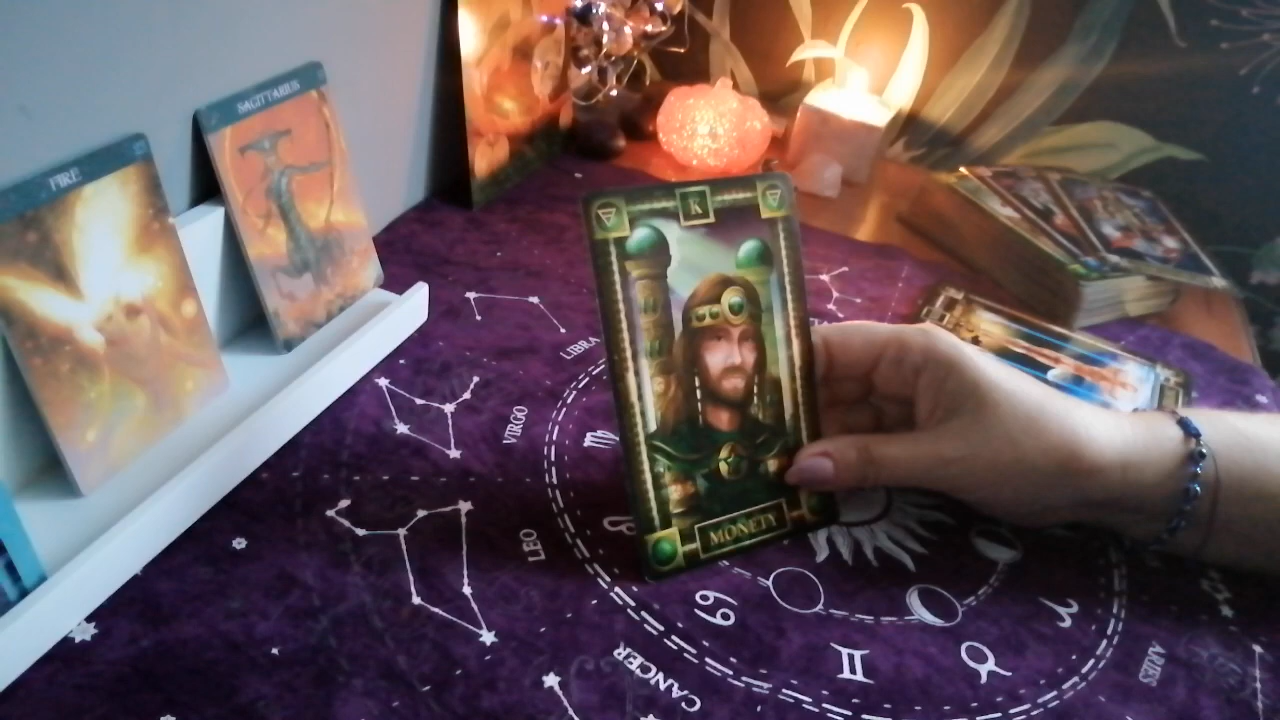 FIRE
SAGITTARIUS
K
MONETY
LIBRA
VIRGO
LEO
CANCER
ARIES